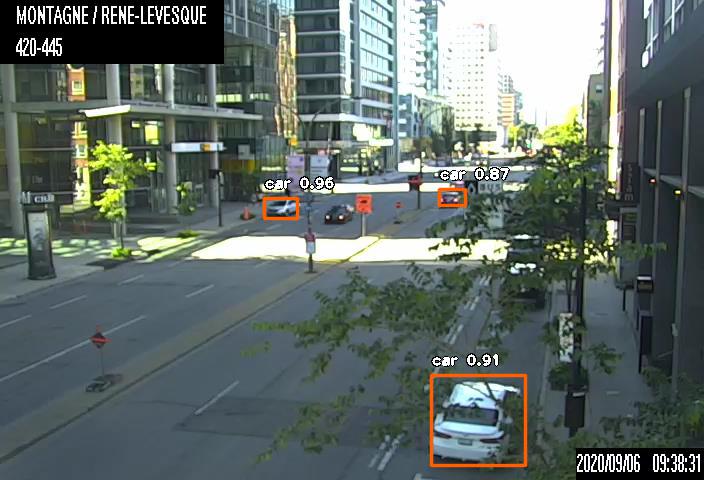 MONTAGNE / RENE-LEVESQUE
420-445
car 0.96
car 0.87
BUS
car 0.91
2020/09/06 09:38:31